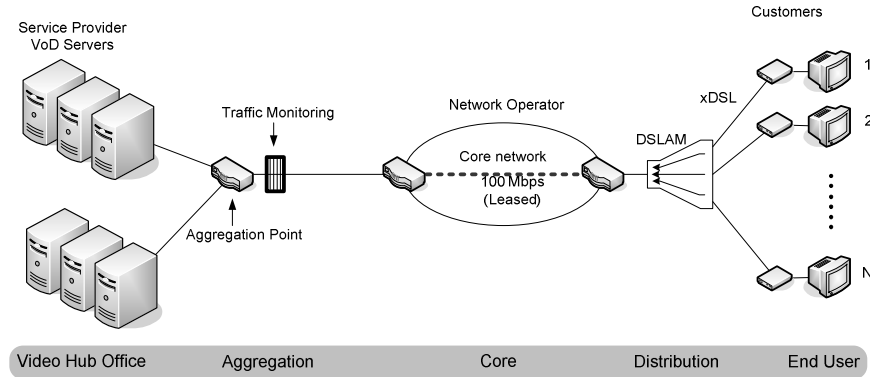 Customers
Service Provider
VoD Servers
1
Traffic Monitoring
Network Operator
xDSL
2
DSLAM
Core network
100 Mbps
(Leased)
Aggregation Point
N
Video Hub Office
Aggregation
Core
Distribution
End User